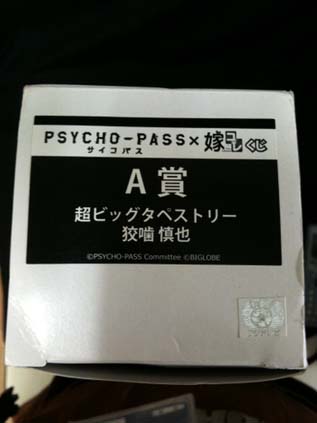 PSYCHO-PASS×嫁コレくじ
サイコパス
A賞
超ビッグタペストリー
狡噛 慎也
©PSYCHO-PASS Committee ©BIGLOBE